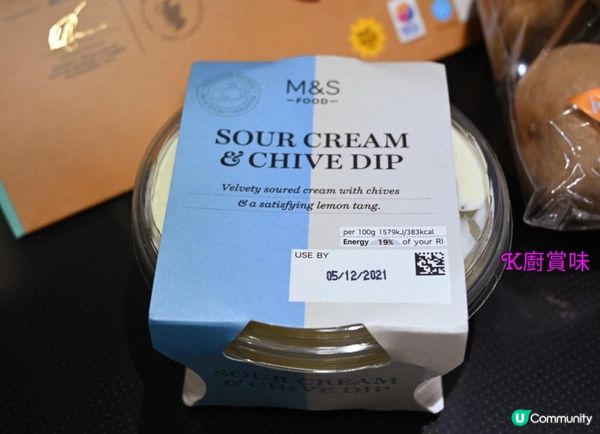 M&S
FOOD
SOUR CREAM
& CHIVE DIP
Velvety soured cream with chives
& a satisfying lemon tang.
per 100g 1579kJ/383kcal
Energy 19% of your RI
USE BY
05/12/2021
K廚賞味
SOUR CREAM
& CHIVE DIP
U Community